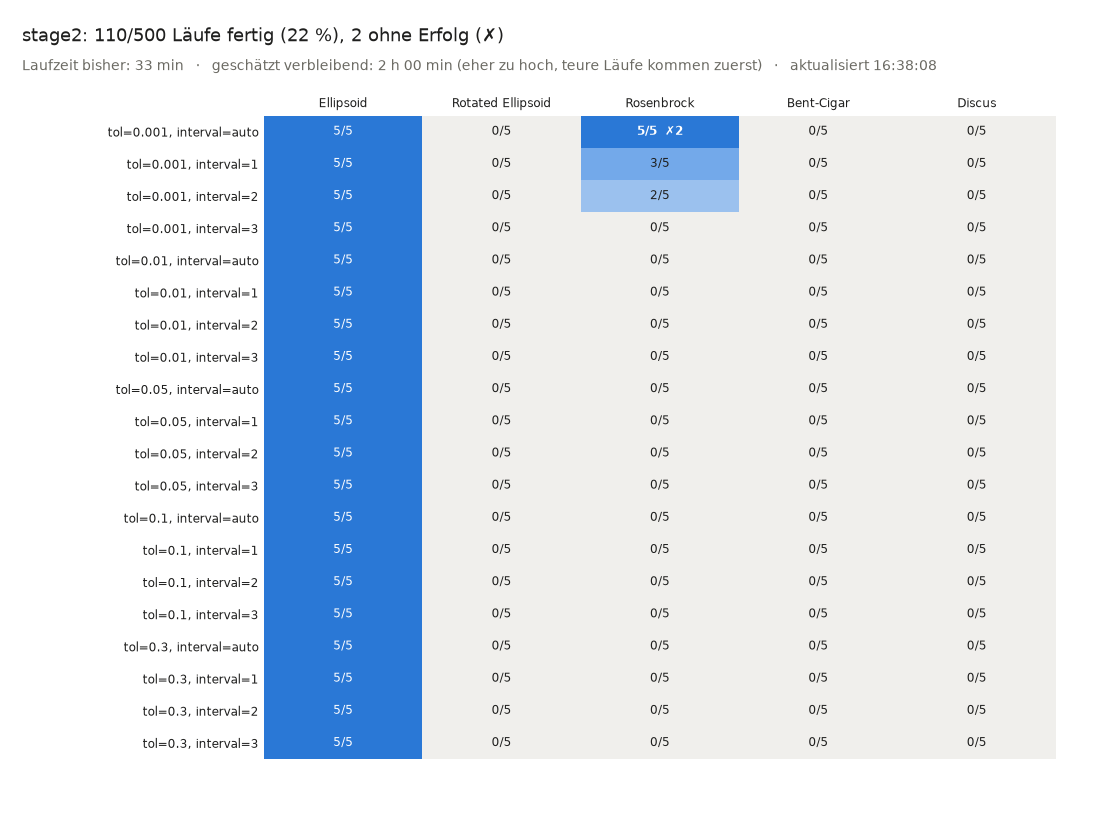 stage2: 110/500 Läufe fertig (22 %), 2 ohne Erfolg (✗)
Laufzeit bisher: 33 min · geschätzt verbleibend: 2 h 00 min (eher zu hoch, teure Läufe kommen zuerst) · aktualisiert 16:38:08
Ellipsoid Rotated Ellipsoid Rosenbrock Bent-Cigar Discus
tol=0.001, interval=auto 5/5 0/5 5/5 ✗2 0/5 0/5
tol=0.001, interval=1 5/5 0/5 3/5 0/5 0/5
tol=0.001, interval=2 5/5 0/5 2/5 0/5 0/5
tol=0.001, interval=3 5/5 0/5 0/5 0/5 0/5
tol=0.01, interval=auto 5/5 0/5 0/5 0/5 0/5
tol=0.01, interval=1 5/5 0/5 0/5 0/5 0/5
tol=0.01, interval=2 5/5 0/5 0/5 0/5 0/5
tol=0.01, interval=3 5/5 0/5 0/5 0/5 0/5
tol=0.05, interval=auto 5/5 0/5 0/5 0/5 0/5
tol=0.05, interval=1 5/5 0/5 0/5 0/5 0/5
tol=0.05, interval=2 5/5 0/5 0/5 0/5 0/5
tol=0.05, interval=3 5/5 0/5 0/5 0/5 0/5
tol=0.1, interval=auto 5/5 0/5 0/5 0/5 0/5
tol=0.1, interval=1 5/5 0/5 0/5 0/5 0/5
tol=0.1, interval=2 5/5 0/5 0/5 0/5 0/5
tol=0.1, interval=3 5/5 0/5 0/5 0/5 0/5
tol=0.3, interval=auto 5/5 0/5 0/5 0/5 0/5
tol=0.3, interval=1 5/5 0/5 0/5 0/5 0/5
tol=0.3, interval=2 5/5 0/5 0/5 0/5 0/5
tol=0.3, interval=3 5/5 0/5 0/5 0/5 0/5